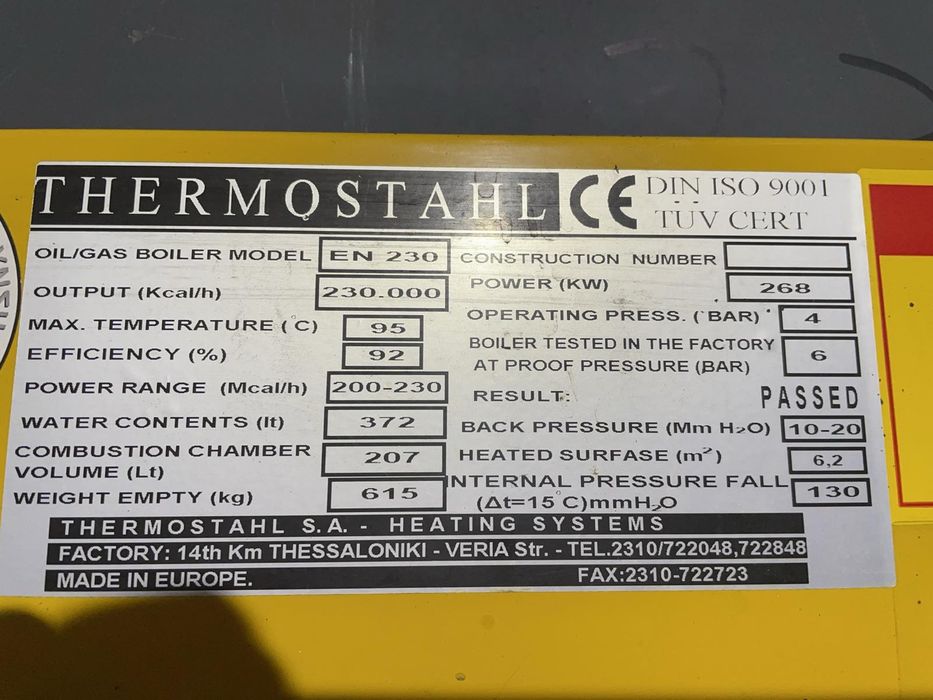 THERMOSTAHL CE DIN ISO 9001
TÜV CERT
OIL/GAS BOILER MODEL EN 230
OUTPUT (Kcal/h) 230.000
MAX. TEMPERATURE (°C) 95
EFFICIENCY (%) 92
POWER RANGE (Mcal/h) 200-230
WATER CONTENTS (lt) 372
COMBUSTION CHAMBER
VOLUME (Lt) 207
WEIGHT EMPTY (kg) 615
CONSTRUCTION NUMBER
POWER (KW) 268
OPERATING PRESS. (BAR) 4
BOILER TESTED IN THE FACTORY
AT PROOF PRESSURE (BAR) 6
RESULT: PASSED
BACK PRESSURE (Mm H₂O) 10-20
HEATED SURFASE (m²) 6,2
INTERNAL PRESSURE FALL
(Δt=15°C)mmH₂O 130
THERMOSTAHL S.A. - HEATING SYSTEMS
FACTORY: 14th Km THESSALONIKI - VERIA Str. - TEL.2310/722048,722848
MADE IN EUROPE. FAX:2310-722723